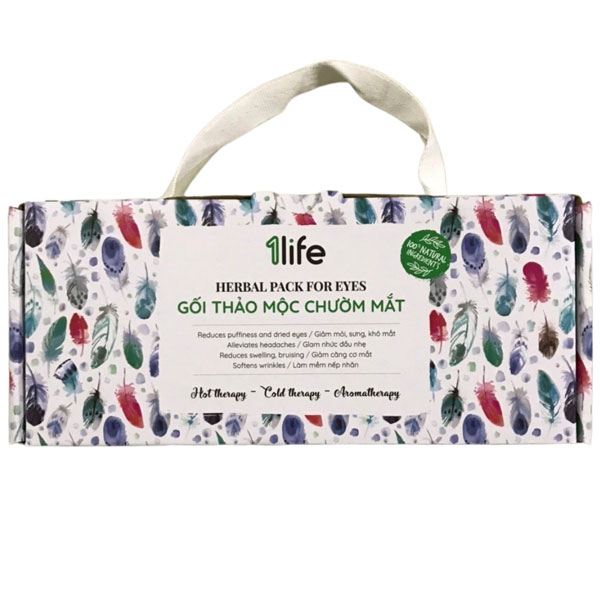 1life
100% NATURAL
INGREDIENTS
HERBAL PACK FOR EYES
GỐI THẢO MỘC CHƯỜM MẮT
Reduces puffiness and dried eyes / Giảm mỏi, sưng, khô mắt
Alleviates headaches / Giảm nhức đầu nhẹ
Reduces swelling, bruising / Giảm căng cơ mắt
Softens wrinkles / Làm mềm nếp nhăn
Hot therapy - Cold therapy - Aromatherapy